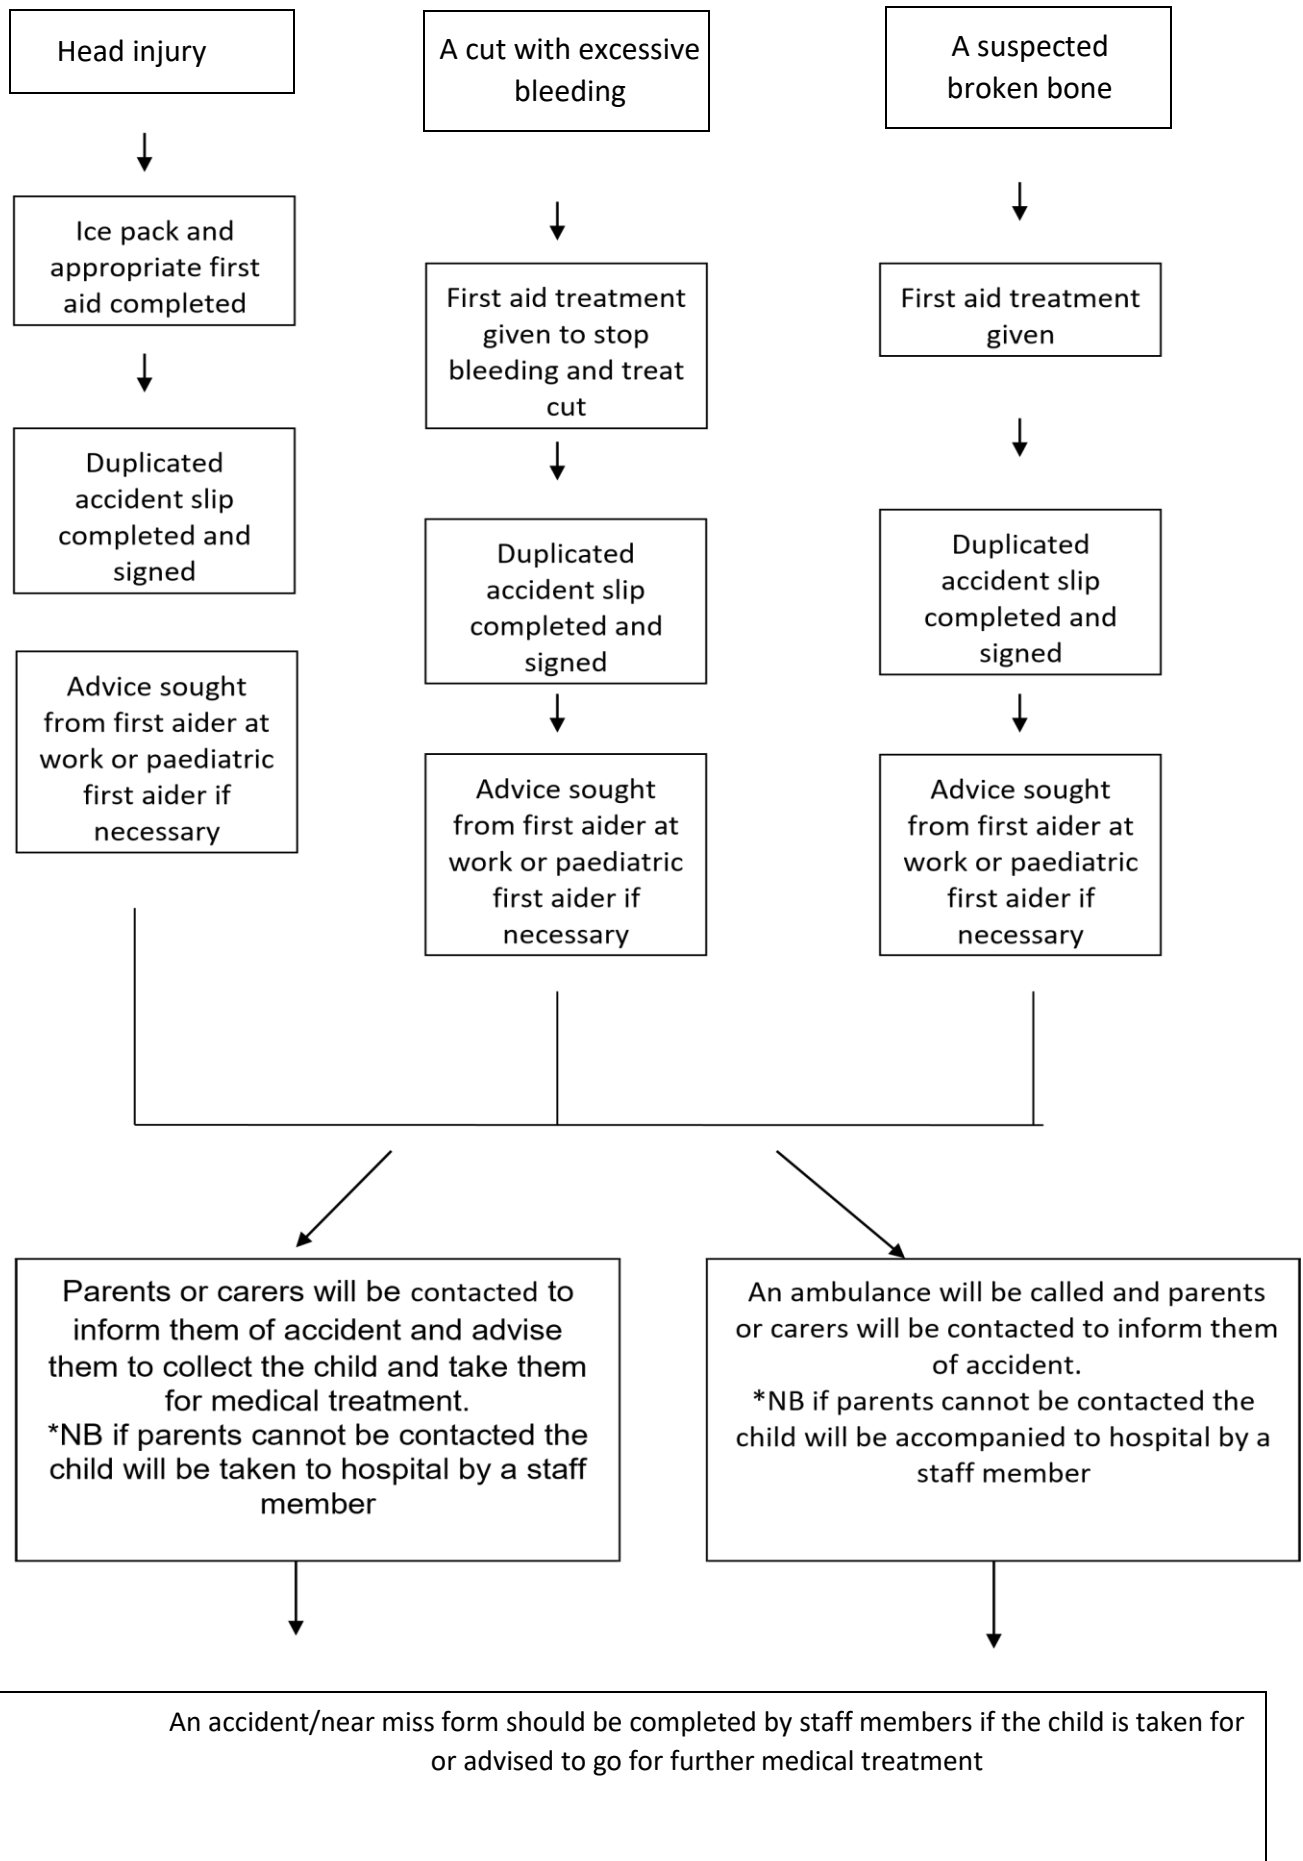 Head injury
A cut with excessive
bleeding
A suspected
broken bone
Ice pack and
appropriate first
aid completed
First aid treatment
given to stop
bleeding and treat
cut
First aid treatment
given
Duplicated
accident slip
completed and
signed
Duplicated
accident slip
completed and
signed
Duplicated
accident slip
completed and
signed
Advice sought
from first aider at
work or paediatric
first aider if
necessary
Advice sought
from first aider at
work or paediatric
first aider if
necessary
Advice sought
from first aider at
work or paediatric
first aider if
necessary
Parents or carers will be contacted to
inform them of accident and advise
them to collect the child and take them
for medical treatment.
*NB if parents cannot be contacted the
child will be taken to hospital by a staff
member
An ambulance will be called and parents
or carers will be contacted to inform them
of accident.
*NB if parents cannot be contacted the
child will be accompanied to hospital by a
staff member
An accident/near miss form should be completed by staff members if the child is taken for
or advised to go for further medical treatment